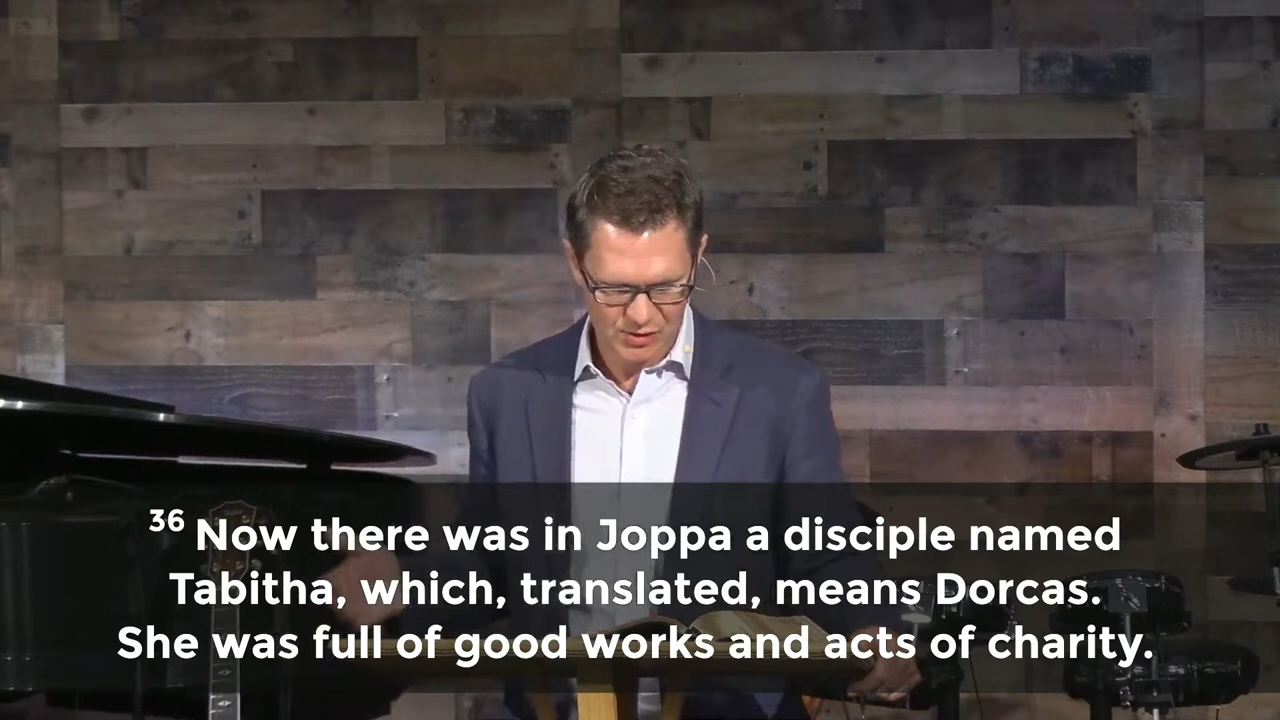 36 Now there was in Joppa a disciple named
Tabitha, which, translated, means Dorcas.
She was full of good works and acts of charity.